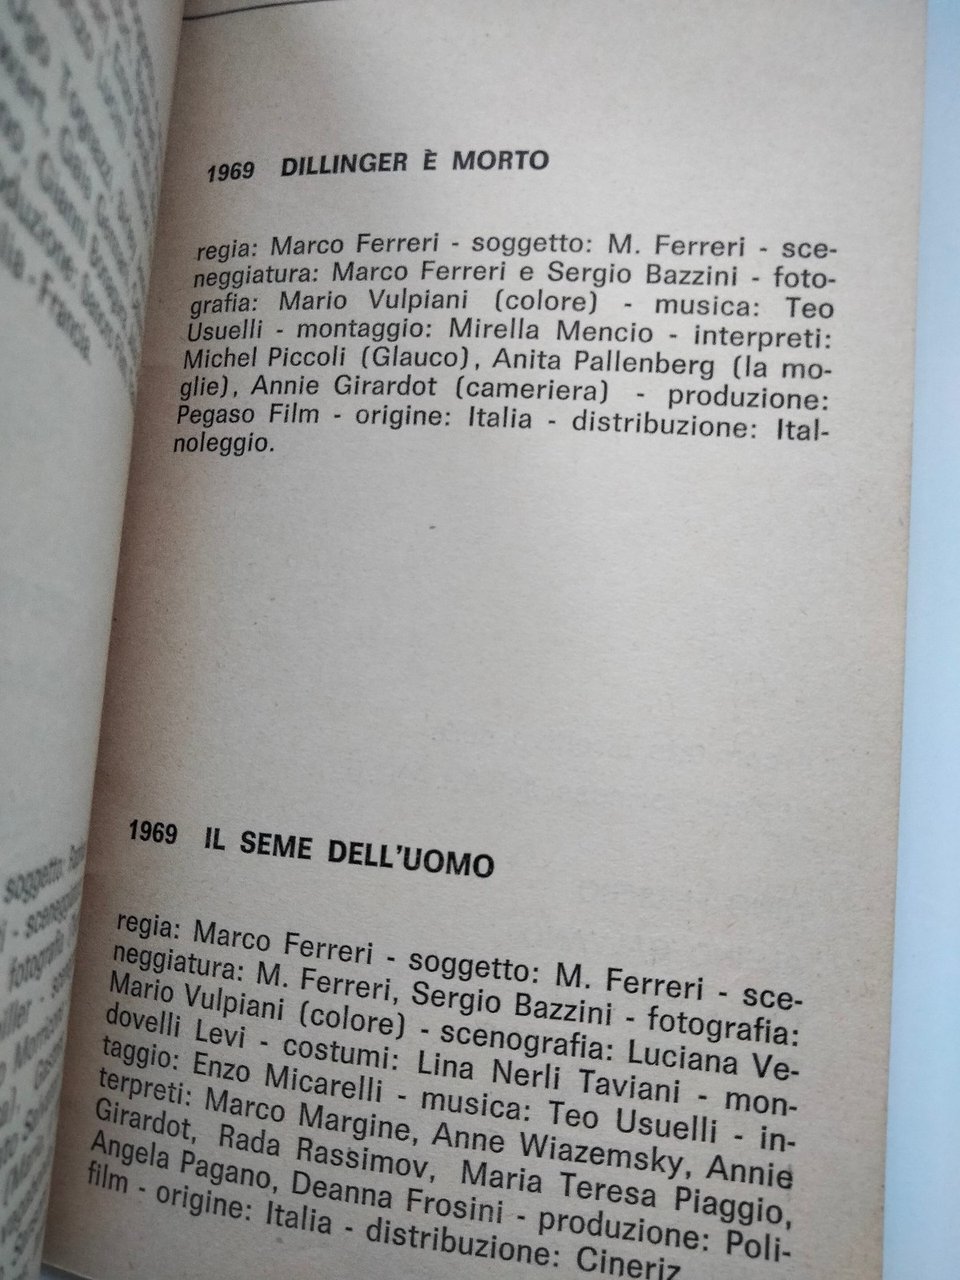 1969 DILLINGER È MORTO
regia: Marco Ferreri - soggetto: M. Ferreri - sce-
neggiatura: Marco Ferreri e Sergio Bazzini - foto-
grafia: Mario Vulpiani (colore) - musica: Teo
Usuelli - montaggio: Mirella Mencio - interpreti:
Michel Piccoli (Glauco), Anita Pallenberg (la mo-
glie), Annie Girardot (cameriera) - produzione:
Pegaso Film - origine: Italia - distribuzione: Ital-
noleggio.
1969 IL SEME DELL'UOMO
regia: Marco Ferreri - soggetto: M. Ferreri - sce-
neggiatura: M. Ferreri, Sergio Bazzini - fotografia:
Mario Vulpiani (colore) - scenografia: Luciana Ve-
dovelli Levi - costumi: Lina Nerli Taviani - mon-
taggio: Enzo Micarelli - musica: Teo Usuelli - in-
terpreti: Marco Margine, Anne Wiazemsky, Annie
Girardot, Rada Rassimov, Maria Teresa Piaggio,
Angela Pagano, Deanna Frosini - produzione: Poli-
film - origine: Italia - distribuzione: Cineriz